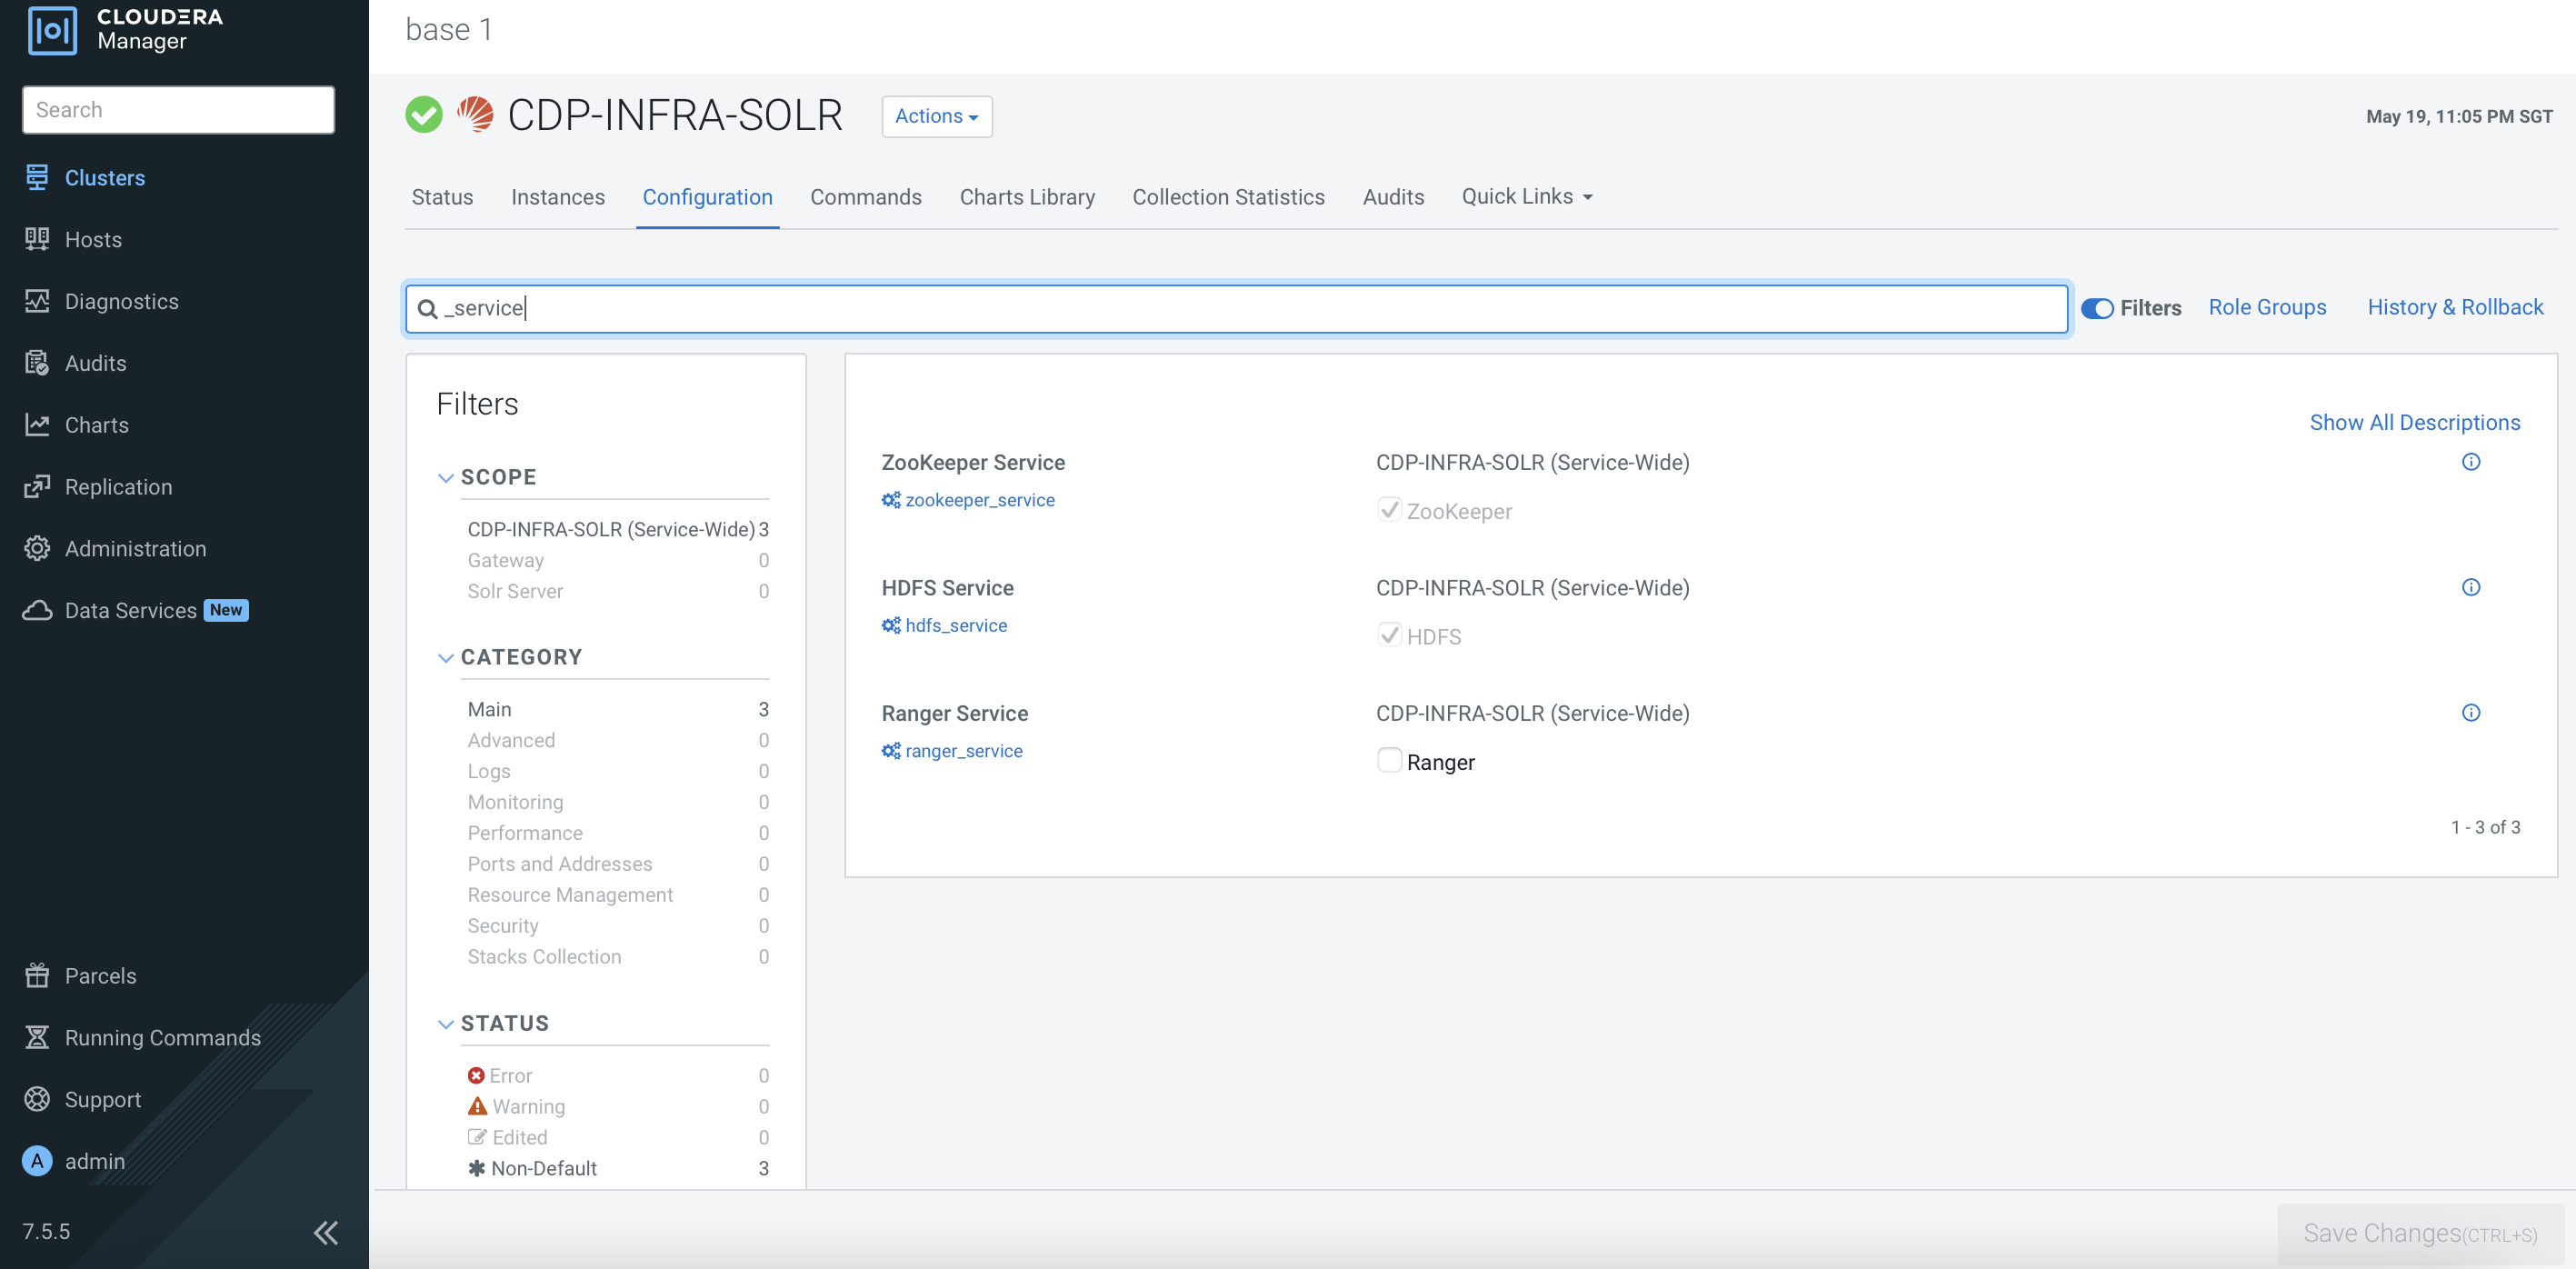 CLOUDERA
Manager
Search
Clusters
Hosts
Diagnostics
Audits
Charts
Replication
Administration
Data Services New
Parcels
Running Commands
Support
A admin
7.5.5
base 1
CDP-INFRA-SOLR Actions May 19, 11:05 PM SGT
Status Instances Configuration Commands Charts Library Collection Statistics Audits Quick Links
_service Filters Role Groups History & Rollback
Filters
SCOPE
CDP-INFRA-SOLR (Service-Wide) 3
Gateway 0
Solr Server 0
CATEGORY
Main 3
Advanced 0
Logs 0
Monitoring 0
Performance 0
Ports and Addresses 0
Resource Management 0
Security 0
Stacks Collection 0
STATUS
Error 0
Warning 0
Edited 0
Non-Default 3
Show All Descriptions
ZooKeeper Service CDP-INFRA-SOLR (Service-Wide)
zookeeper_service ZooKeeper
HDFS Service CDP-INFRA-SOLR (Service-Wide)
hdfs_service HDFS
Ranger Service CDP-INFRA-SOLR (Service-Wide)
ranger_service Ranger
1 - 3 of 3
Save Changes(CTRL+S)